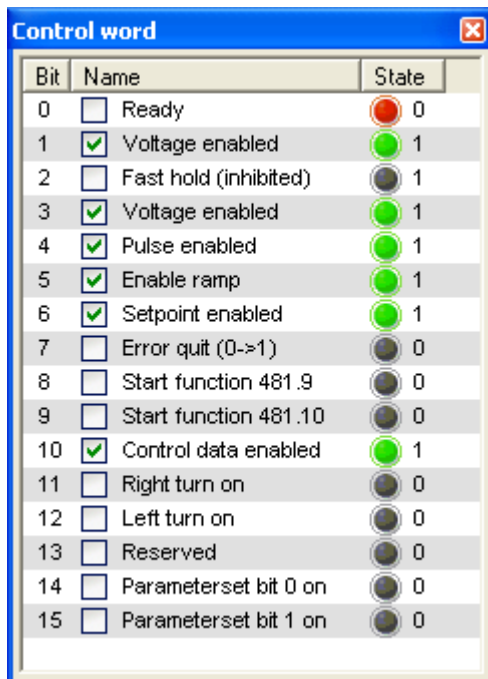 Control word
Bit Name State
0 Ready 0
1 Voltage enabled 1
2 Fast hold (inhibited) 1
3 Voltage enabled 1
4 Pulse enabled 1
5 Enable ramp 1
6 Setpoint enabled 1
7 Error quit (0->1) 0
8 Start function 481.9 0
9 Start function 481.10 0
10 Control data enabled 1
11 Right turn on 0
12 Left turn on 0
13 Reserved 0
14 Parameterset bit 0 on 0
15 Parameterset bit 1 on 0